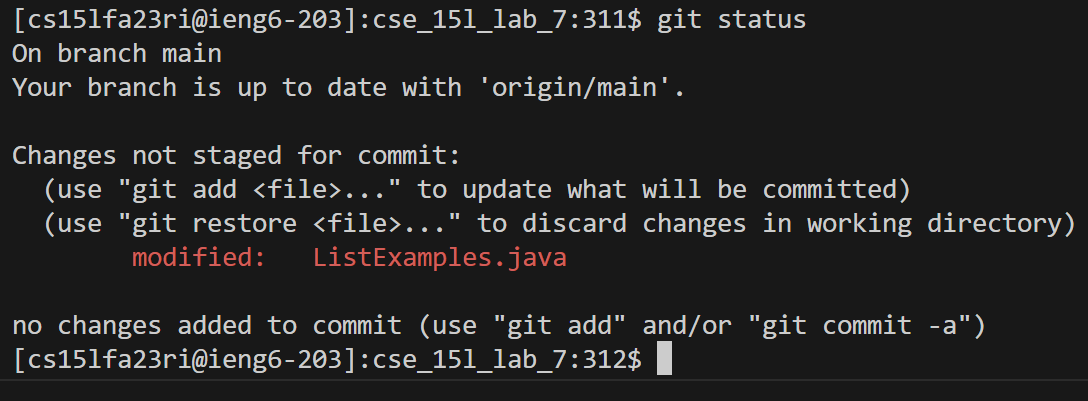 [cs15lfa23ri@ieng6-203]:cse_15l_lab_7:311$ git status
On branch main
Your branch is up to date with 'origin/main'.

Changes not staged for commit:
  (use "git add <file>..." to update what will be committed)
  (use "git restore <file>..." to discard changes in working directory)
        modified:   ListExamples.java

no changes added to commit (use "git add" and/or "git commit -a")
[cs15lfa23ri@ieng6-203]:cse_15l_lab_7:312$